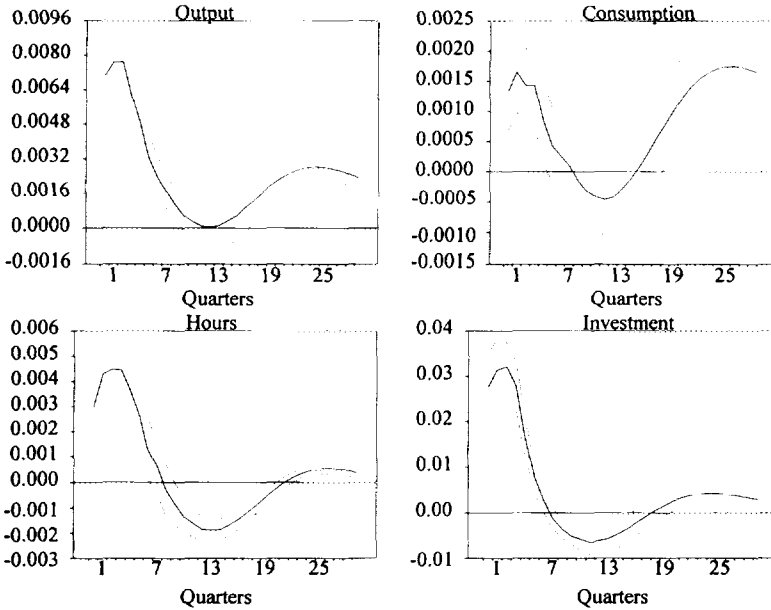 Output
0.0096
0.0080
0.0064
0.0048
0.0032
0.0016
0.0000
-0.0016
1 7 13 19 25
Quarters
Consumption
0.0025
0.0020
0.0015
0.0010
0.0005
0.0000
-0.0005
-0.0010
-0.0015
1 7 13 19 25
Quarters
Hours
0.006
0.005
0.004
0.003
0.002
0.001
0.000
-0.001
-0.002
-0.003
1 7 13 19 25
Quarters
Investment
0.04
0.03
0.02
0.01
0.00
-0.01
1 7 13 19 25
Quarters